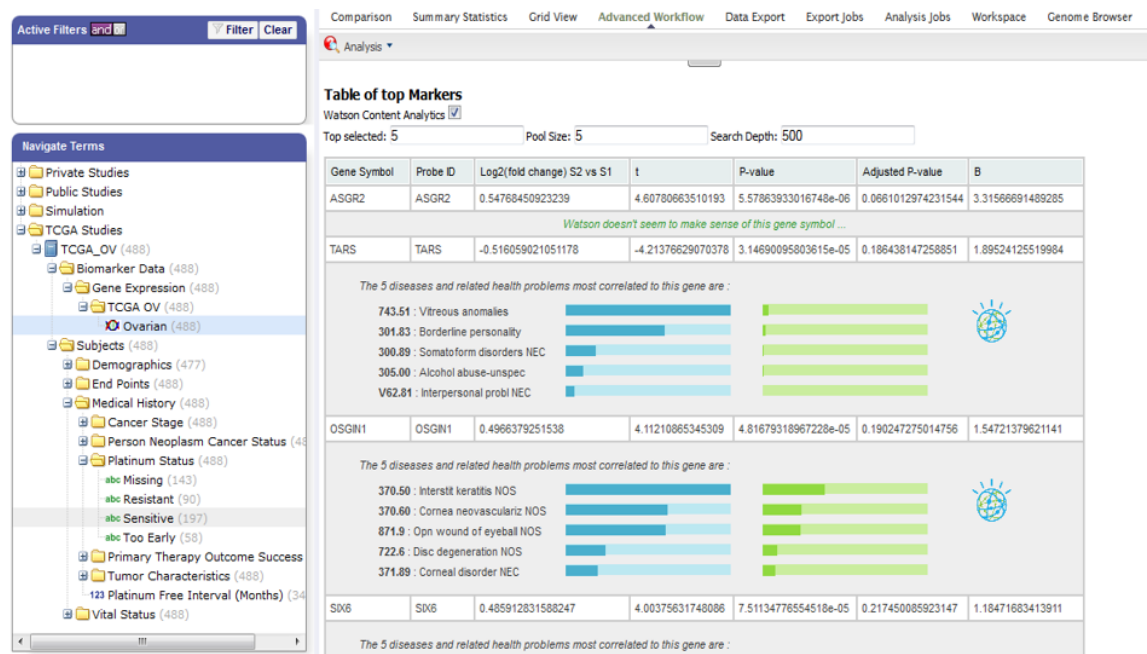 Active Filters and or Filter Clear
Navigate Terms
Private Studies
Public Studies
Simulation
TCGA Studies
TCGA_OV (488)
Biomarker Data (488)
Gene Expression (488)
TCGA OV (488)
Ovarian (488)
Subjects (488)
Demographics (477)
End Points (488)
Medical History (488)
Cancer Stage (488)
Person Neoplasm Cancer Status (48
Platinum Status (488)
abc Missing (143)
abc Resistant (90)
abc Sensitive (197)
abc Too Early (58)
Primary Therapy Outcome Success
Tumor Characteristics (488)
123 Platinum Free Interval (Months) (34
Vital Status (488)
Comparison Summary Statistics Grid View Advanced Workflow Data Export Export Jobs Analysis Jobs Workspace Genome Browser
Analysis
Table of top Markers
Watson Content Analytics
Top selected: 5 Pool Size: 5 Search Depth: 500
Gene Symbol Probe ID Log2(fold change) S2 vs S1 t P-value Adjusted P-value B
ASGR2 ASGR2 0.54768450923239 4.60780663510193 5.57863933016748e-06 0.0661012974231544 3.31566691489285
Watson doesn't seem to make sense of this gene symbol ...
TARS TARS -0.516059021051178 -4.21376629070378 3.14690095803615e-05 0.186438147258851 1.89524125519984
The 5 diseases and related health problems most correlated to this gene are :
743.51 : Vitreous anomalies
301.83 : Borderline personality
300.89 : Somatoform disorders NEC
305.00 : Alcohol abuse-unspec
V62.81 : Interpersonal probl NEC
OSGIN1 OSGIN1 0.4966379251538 4.11210865345309 4.81679318967228e-05 0.190247275014756 1.54721379621141
The 5 diseases and related health problems most correlated to this gene are :
370.50 : Interstit keratitis NOS
370.60 : Cornea neovasculariz NOS
871.9 : Opn wound of eyeball NOS
722.6 : Disc degeneration NOS
371.89 : Corneal disorder NEC
SIX6 SIX6 0.485912831588247 4.00375631748086 7.51134776554518e-05 0.217450085923147 1.18471683413911
The 5 diseases and related health problems most correlated to this gene are :